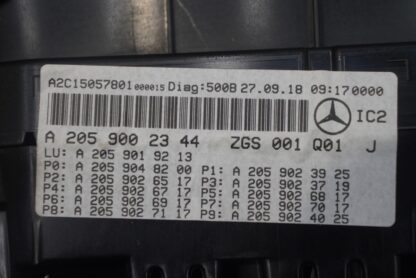 A2C15057801000015 Diag:5008 27.09.18 09:170000
IC2
A 205 900 23 44 ZGS 001 Q01 J
LU: A 205 901 92 13
P0: A 205 904 82 00 P1: A 205 902 39 25
P2: A 205 902 65 17 P3: A 205 902 37 19
P4: A 205 902 67 17 P5: A 205 902 68 17
P6: A 205 902 69 17 P7: A 205 902 70 17
P8: A 205 902 71 17 P9: A 205 902 40 25